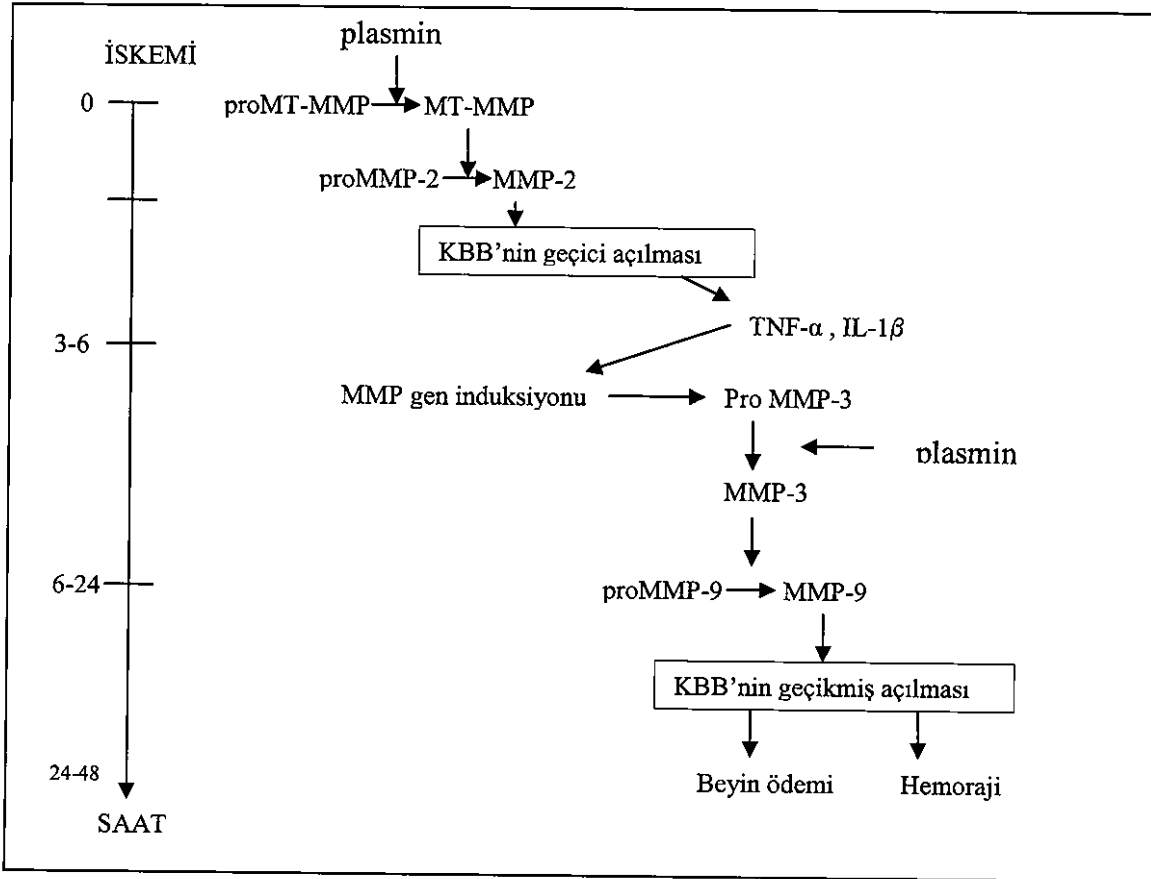 plasmin
İSKEMİ
0
proMT-MMP MT-MMP
proMMP-2 MMP-2
KBB'nin geçici açılması
TNF-α , IL-1β
3-6
MMP gen induksiyonu Pro MMP-3
plasmin
MMP-3
6-24
proMMP-9 MMP-9
KBB'nin geçikmiş açılması
24-48
Beyin ödemi Hemoraji
SAAT